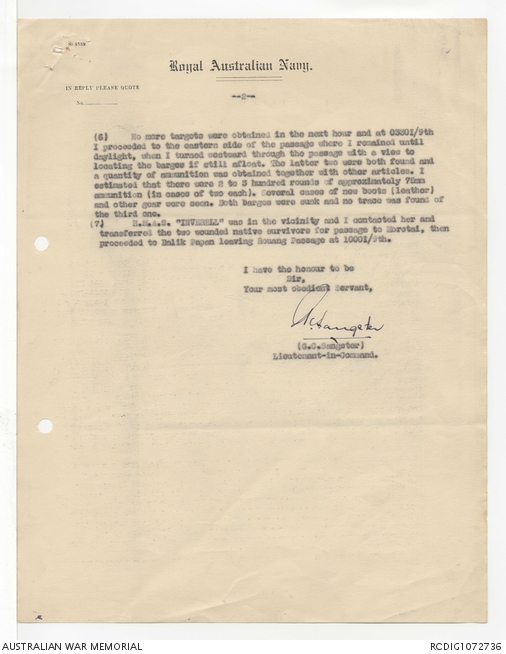 Royal Australian Navy.
IN REPLY PLEASE QUOTE
No.
--2--
(6) No more targets were obtained in the next hour and at 0320I/9th
I proceeded to the eastern side of the passage where I remained until
daylight, when I turned westward through the passage with a view to
locating the barges if still afloat. The latter two were both found and
a quantity of ammunition was obtained together with other articles. I
estimated that there were 2 to 3 hundred rounds of approximately 75mm
ammunition (in cases of two each). Several cases of new boots (leather)
and other gear were seen. Both barges were sunk and no trace was found of
the third one.
(7) H.M.A.S. "INVERELL" was in the vicinity and I contacted her and
transferred the two wounded native survivors for passage to Morotai, then
proceeded to Balik Papan leaving Rouang Passage at 1000I/9th.
I have the honour to be
Sir,
Your most obedient Servant,
G.C. Sangster
(G.C.Sangster)
Lieutenant-in-Command.
AUSTRALIAN WAR MEMORIAL
RCDIG1072736